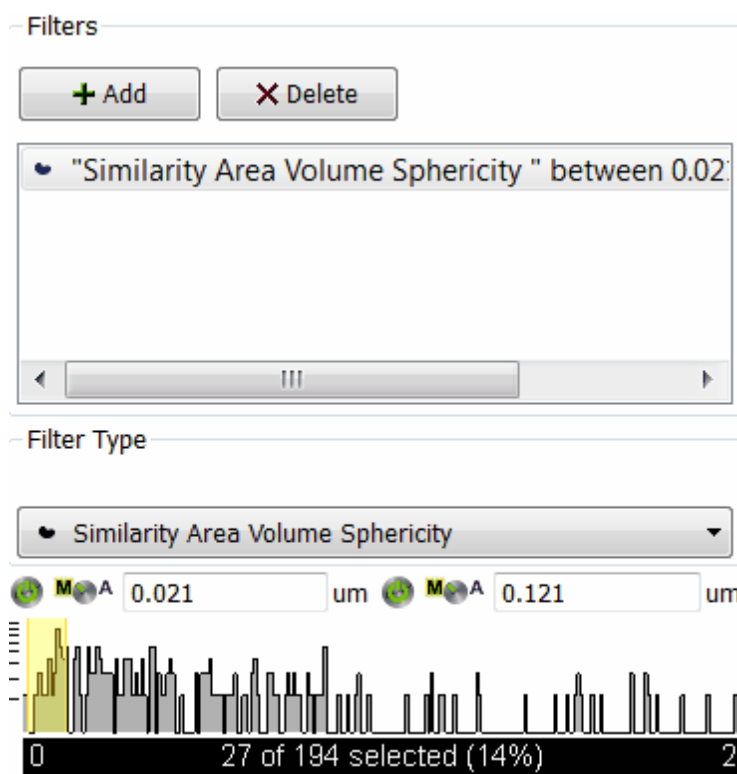 Filters
Add Delete
"Similarity Area Volume Sphericity " between 0.02
Filter Type
Similarity Area Volume Sphericity
M A 0.021 um M A 0.121 um
0 27 of 194 selected (14%) 2